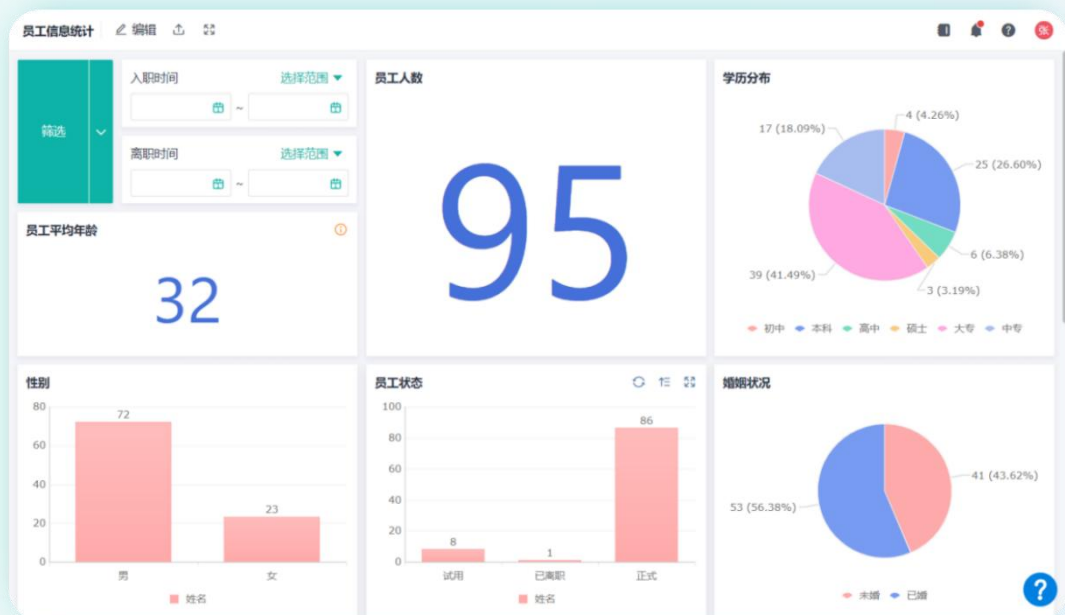 员工信息统计 编辑
张
筛选
入职时间 选择范围
~
离职时间 选择范围
~
员工平均年龄
32
员工人数
95
学历分布
4 (4.26%)
17 (18.09%)
25 (26.60%)
6 (6.38%)
39 (41.49%)
3 (3.19%)
初中 本科 高中 硕士 大专 中专
性别
80
72
60
40
23
20
0
男 女
姓名
员工状态
100
86
80
60
40
20
8
1
0
试用 已离职 正式
姓名
婚姻状况
41 (43.62%)
53 (56.38%)
未婚 已婚
?